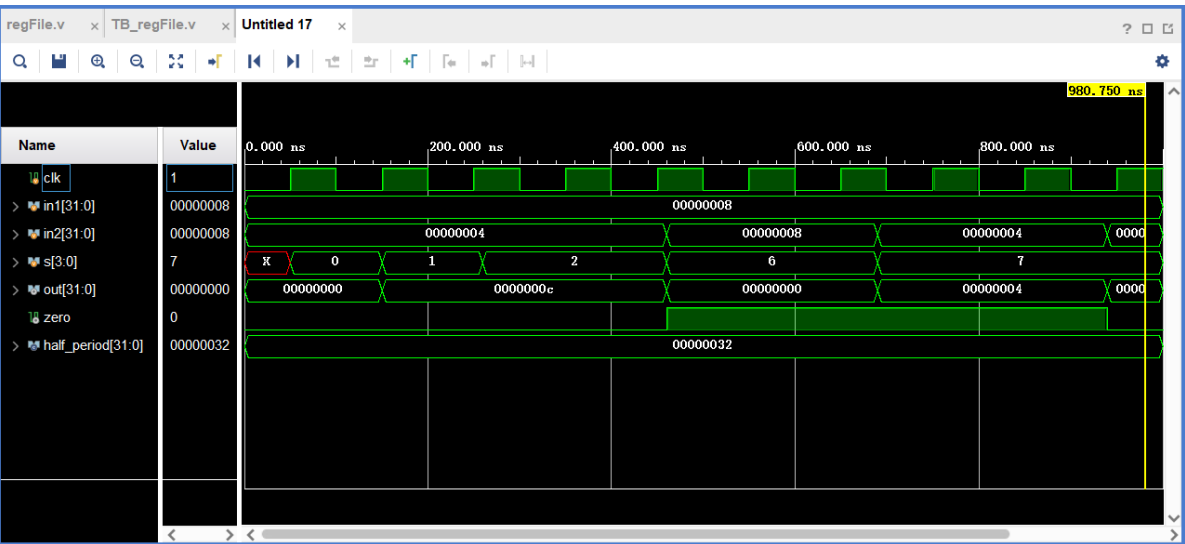 regFile.v × TB_regFile.v × Untitled 17 ×
980.750 ns
Name Value 0.000 ns 200.000 ns 400.000 ns 600.000 ns 800.000 ns
clk 1
in1[31:0] 00000008 00000008
in2[31:0] 00000008 00000004 00000008 00000004 0000
s[3:0] 7 X 0 1 2 6 7
out[31:0] 00000000 00000000 0000000c 00000000 00000004 0000
zero 0
half_period[31:0] 00000032 00000032